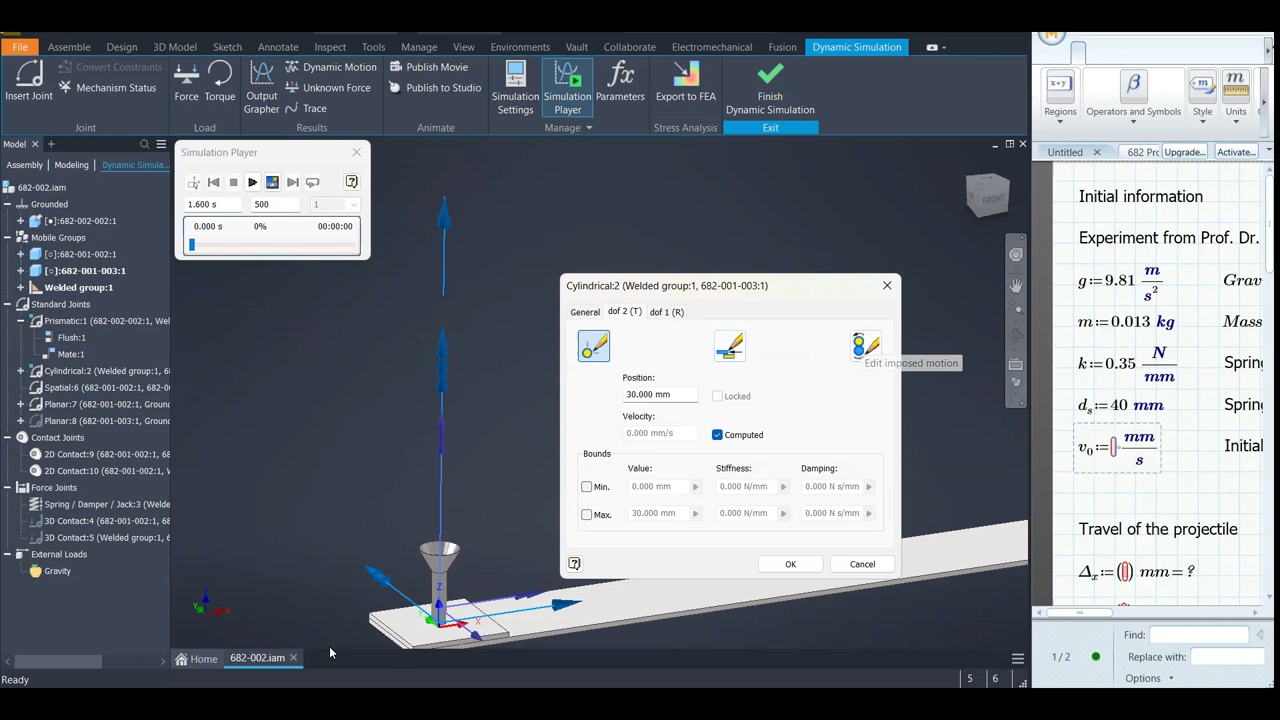 File Assembly Design 3D Model Sketch Annotate Inspect Tools Manage View Environments Vault Collaborate Electromechanical Fusion Dynamic Simulation
Insert Joint
Convert Constraints
Mechanism Status
Joint
Force
Torque
Load
Output
Grapher
Dynamic Motion
Unknown Force
Trace
Results
Publish Movie
Publish to Studio
Animate
Simulation
Settings
Simulation
Player
fx
Parameters
Manage
Export to FEA
Stress Analysis
Finish
Dynamic Simulation
Exit
Model
Assembly Modeling Dynamic Simula...
682-002.iam
Grounded
[●]:682-002-002:1
Mobile Groups
[○]:682-001-002:1
[○]:682-001-003:1
Welded group:1
Standard Joints
Prismatic:1 (682-002-002:1, Wel
Flush:1
Mate:1
Cylindrical:2 (Welded group:1, 6
Spatial:6 (682-001-002:1, 682-0
Planar:7 (682-001-002:1, Groun
Planar:8 (682-001-003:1, Groun
Contact Joints
2D Contact:9 (682-001-002:1, 6
2D Contact:10 (682-001-002:1,
Force Joints
Spring / Damper / Jack:3 (Welde
3D Contact:4 (682-001-002:1, 6
3D Contact:5 (Welded group:1,
External Loads
Gravity
Simulation Player
1.600 s 500 1
0.000 s 0% 00:00:00
FRONT
Z
X
Y
Z
X
Y
Cylindrical:2 (Welded group:1, 682-001-003:1)
General dof 2 (T) dof 1 (R)
Edit imposed motion
Position:
30.000 mm
Locked
Velocity:
0.000 mm/s
Computed
Bounds
Value: Stiffness: Damping:
Min. 0.000 mm 0.000 N/mm 0.000 N s/mm
Max. 30.000 mm 0.000 N/mm 0.000 N s/mm
OK Cancel
Home 682-002.iam
Ready
5 6
M
x+y
Regions
β
Operators and Symbols
Style
m
Units
Untitled 682 Pro Upgrade... Activate...
Initial information
Experiment from Prof. Dr.
g:=9.81 m/s² Grav
m:=0.013 kg Mass
k:=0.35 N/mm Spring
dₛ:=40 mm Spring
v₀:= mm/s Initial
Travel of the projectile
Δₓ:=() mm=?
1 / 2
Find:
Replace with:
Options